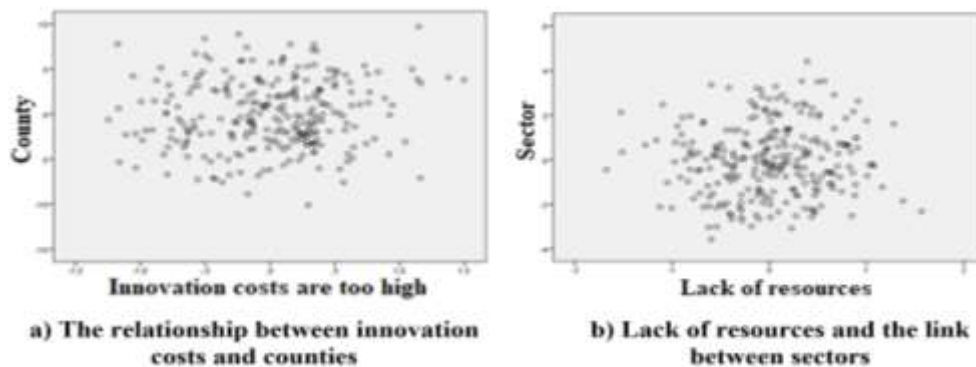 County
Innovation costs are too high
a) The relationship between innovation
costs and counties
Sector
Lack of resources
b) Lack of resources and the link
between sectors